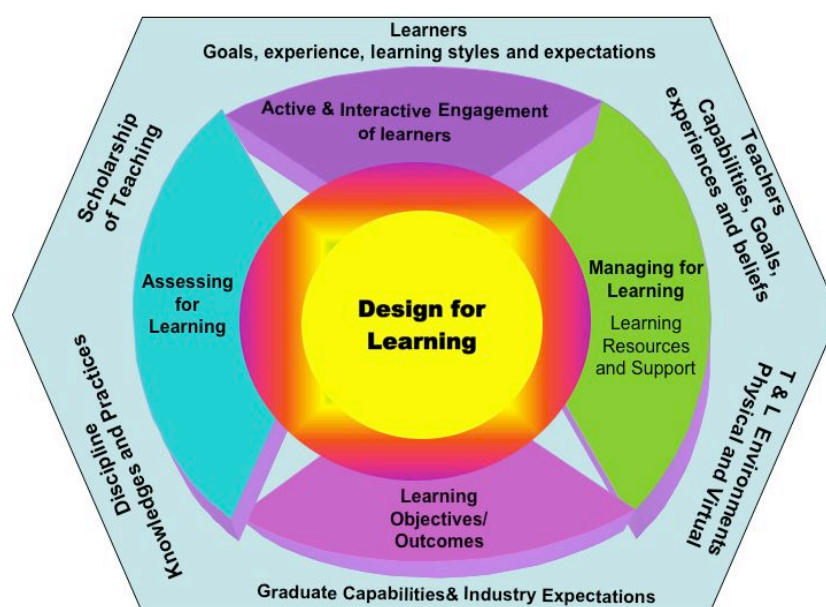 Learners
Goals, experience, learning styles and expectations
Active & Interactive Engagement
of learners
Scholarship
of Teaching
Teachers
Capabilities, Goals,
experiences and beliefs
Assessing
for
Learning
Design for
Learning
Managing for
Learning
Learning
Resources
and Support
Discipline
Knowledges and Practices
T & L Environments
Physical and Virtual
Learning
Objectives/
Outcomes
Graduate Capabilities& Industry Expectations